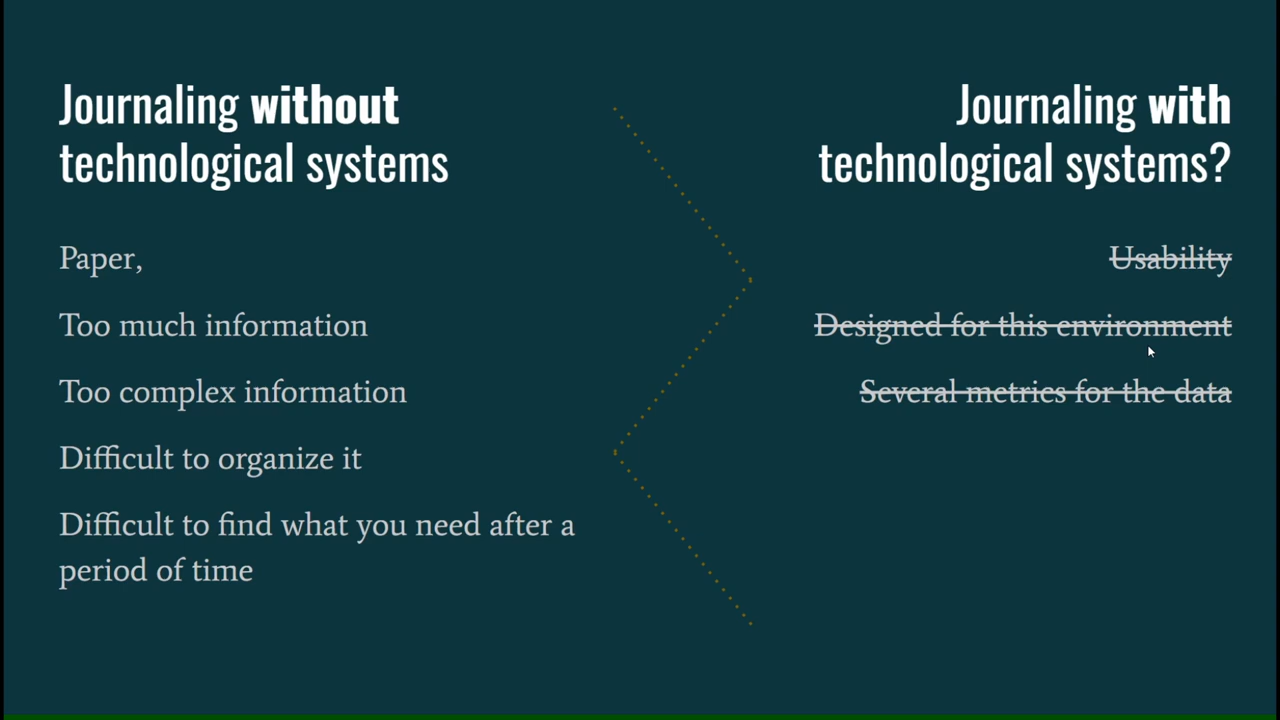 Journaling without
technological systems
Paper,
Too much information
Too complex information
Difficult to organize it
Difficult to find what you need after a
period of time
Journaling with
technological systems?
Usability
Designed for this environment
Several metrics for the data